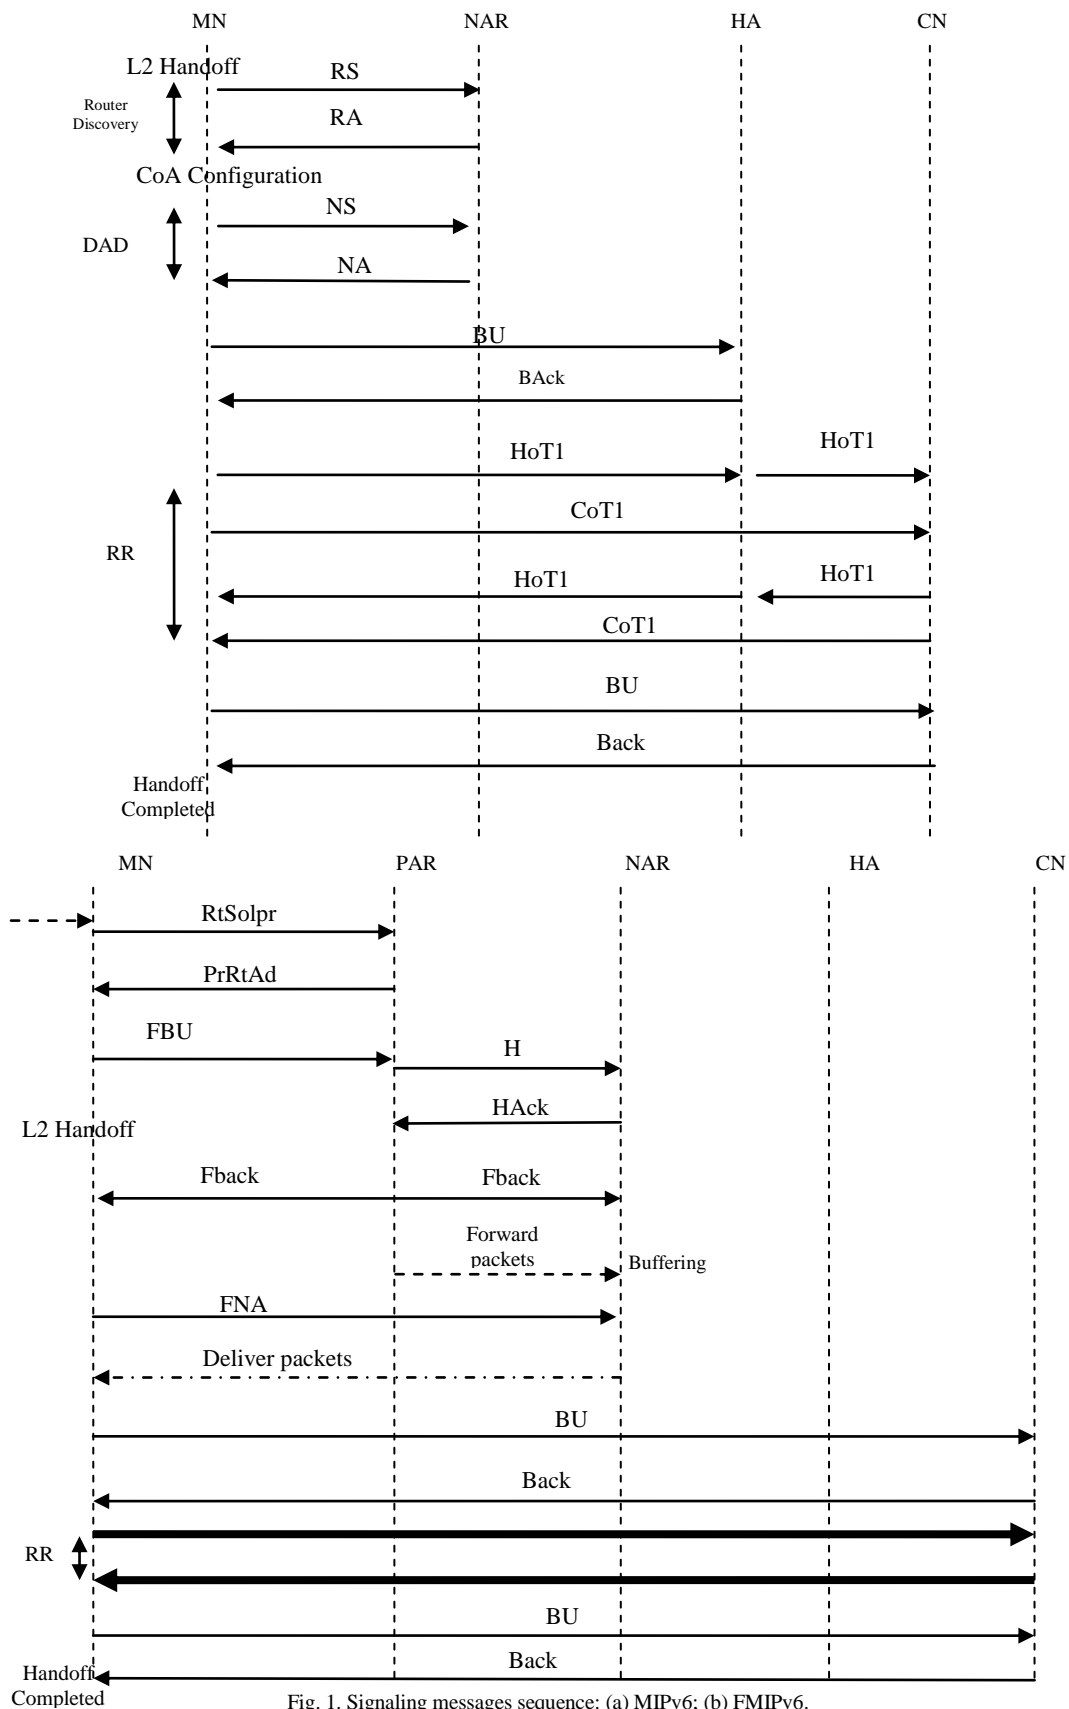 MN NAR HA CN
L2 Handoff
RS
Router
Discovery
RA
CoA Configuration
NS
DAD
NA
BU
BAck
HoT1 HoT1
CoT1
RR
HoT1 HoT1
CoT1
BU
Back
Handoff
Completed
MN PAR NAR HA CN
RtSolpr
PrRtAd
FBU
H
HAck
L2 Handoff
Fback Fback
Forward
packets
Buffering
FNA
Deliver packets
BU
Back
RR
BU
Back
Handoff
Completed
Fig. 1. Signaling messages sequence: (a) MIPv6; (b) FMIPv6.